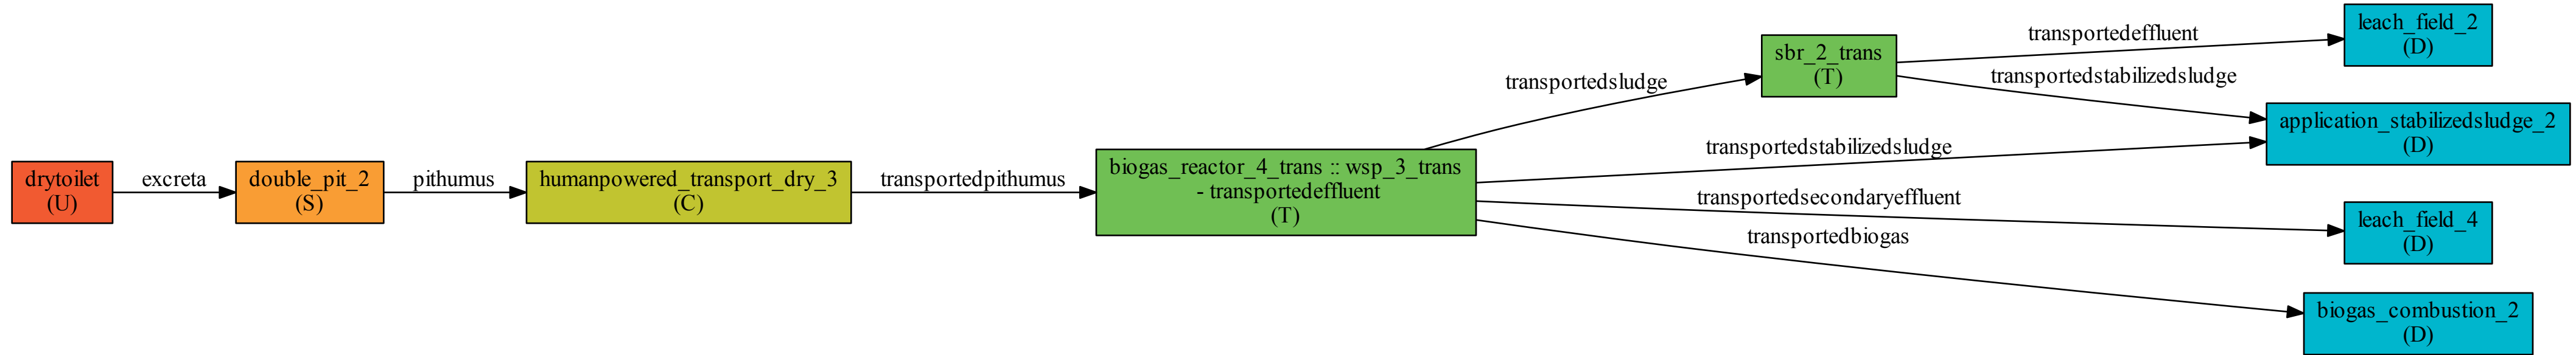 drytoilet
(U)
excreta
double_pit_2
(S)
pithumus
humanpowered_transport_dry_3
(C)
transportedpithumus
biogas_reactor_4_trans :: wsp_3_trans
- transportedeffluent
(T)
transportedsludge
sbr_2_trans
(T)
transportedeffluent
transportedstabilizedsludge
transportedstabilizedsludge
transportedsecondaryeffluent
transportedbiogas
leach_field_2
(D)
application_stabilizedsludge_2
(D)
leach_field_4
(D)
biogas_combustion_2
(D)